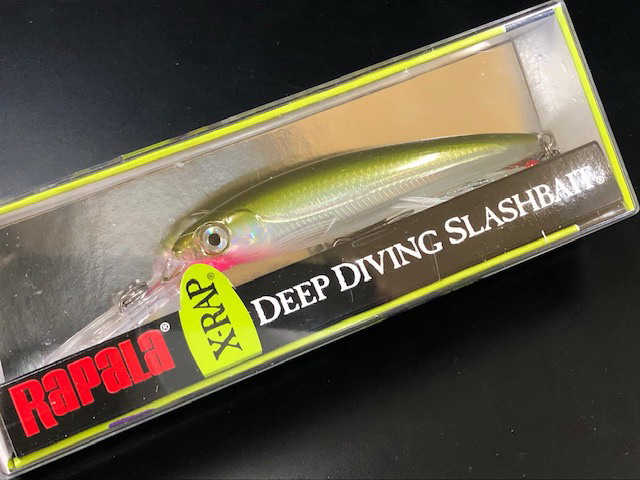 Rapala®
X-RAP®
DEEP DIVING SLASHBAIT